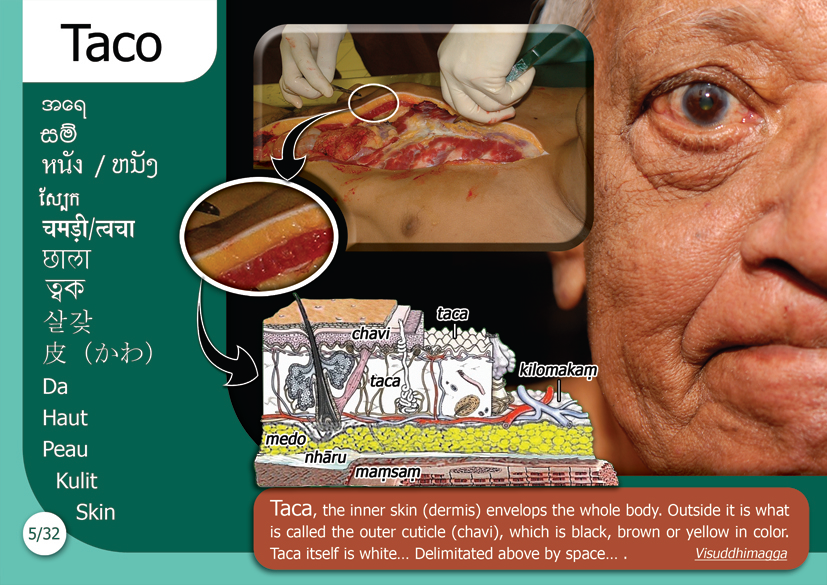 Taco
အရေ
සම්
หนัง / ຫນັງ
ស្បែក
चमड़ी/त्वचा
ছালা
ত্বক
살갗
皮（かわ）
Da
Haut
Peau
Kulit
Skin
5/32
taca
chavi
kilomakaṃ
taca
medo
nhāru
maṃsaṃ
Taca, the inner skin (dermis) envelops the whole body. Outside it is what
is called the outer cuticle (chavi), which is black, brown or yellow in color.
Taca itself is white… Delimitated above by space… .
Visuddhimagga